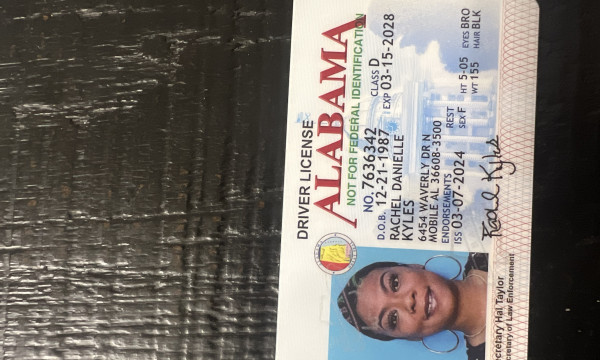 DRIVER LICENSE
ALABAMA
NOT FOR FEDERAL IDENTIFICATION
NO. 7636342 CLASS D
D.O.B. 12-21-1987 EXP 03-15-2028
RACHEL DANIELLE
KYLES
6454 WAVERLY DR N
MOBILE AL 36608-3500
ENDORSEMENTS REST
ISS 03-07-2024 SEX F HT 5-05 EYES BRO
WT 155 HAIR BLK
Rachel Kyles
cretary Hal Taylor
cretary of Law Enforcement